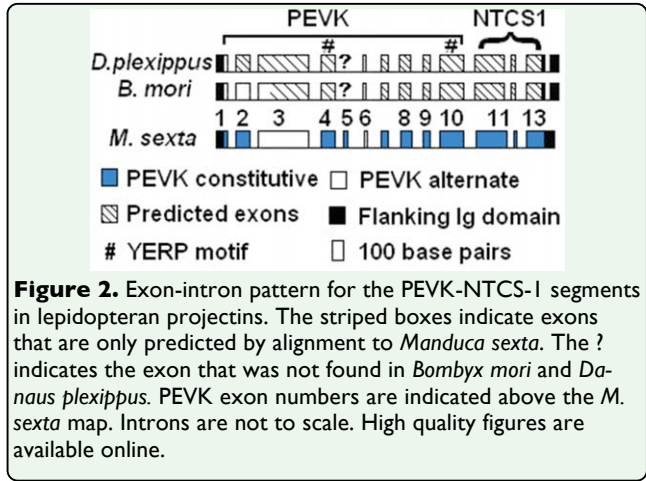 PEVK NTCS1
# #
D.plexippus ?
B. mori ?
1 2 3 4 5 6 8 9 10 11 13
M. sexta
PEVK constitutive PEVK alternate
Predicted exons Flanking Ig domain
# YERP motif 100 base pairs
Figure 2. Exon-intron pattern for the PEVK-NTCS-1 segments
in lepidopteran projectins. The striped boxes indicate exons
that are only predicted by alignment to Manduca sexta. The ?
indicates the exon that was not found in Bombyx mori and Da-
naus plexippus. PEVK exon numbers are indicated above the M.
sexta map. Introns are not to scale. High quality figures are
available online.